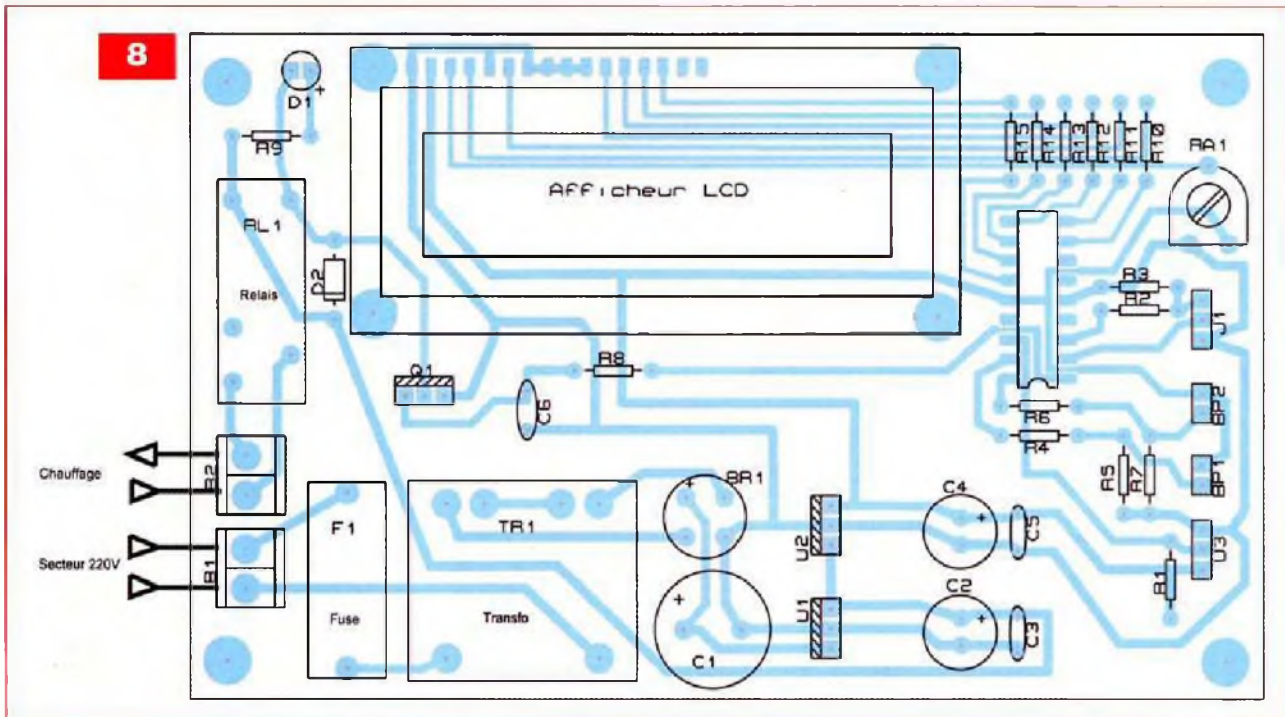 8
D1
+
R9
R15
R14
R13
R12
R11
R10
RA1
Afficheur LCD
RL1
Relais
D2
R3
R2
J1
Q1
R8
C6
BP2
R6
R4
Chauffage
R2
R5
R7
BP1
+
BR1
C4
+
C5
F1
TR1
U2
U3
Secteur 220V
B1
R1
+
U1
C2
+
C3
Fuse
Transfo
C1